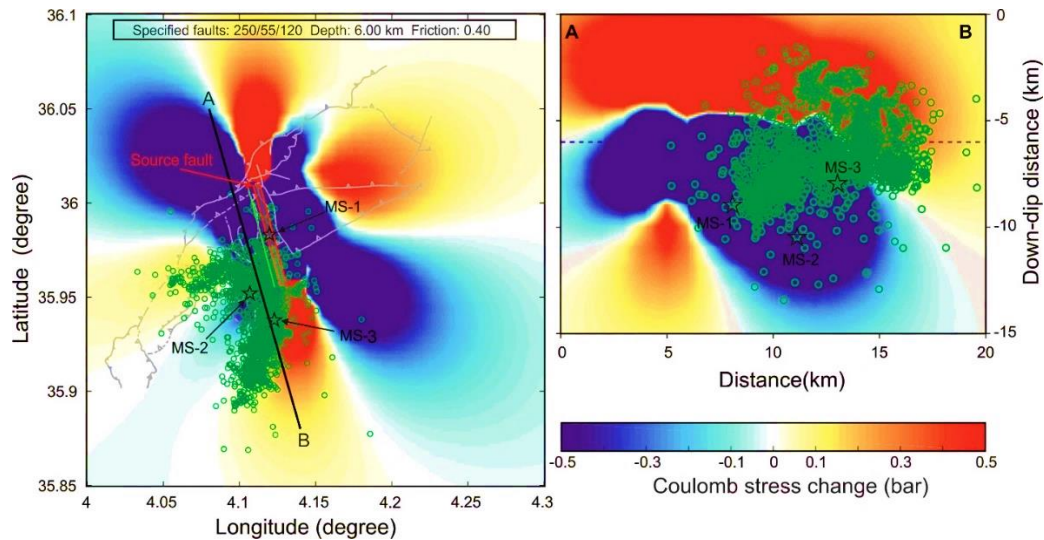 Specified faults: 250/55/120 Depth: 6.00 km Friction: 0.40
36.1
36.05
36
35.95
35.9
35.85
Latitude (degree)
4
4.1
4.15
4.2
4.25
4.3
Longitude (degree)
A
Source fault
MS-1
MS-2
MS-3
B
A
B
MS-3
MS-1
MS-2
0
-5
-10
-15
Down-dip distance (km)
0
5
10
15
20
Distance(km)
-0.5
-0.3
-0.1
0
0.1
0.3
0.5
Coulomb stress change (bar)